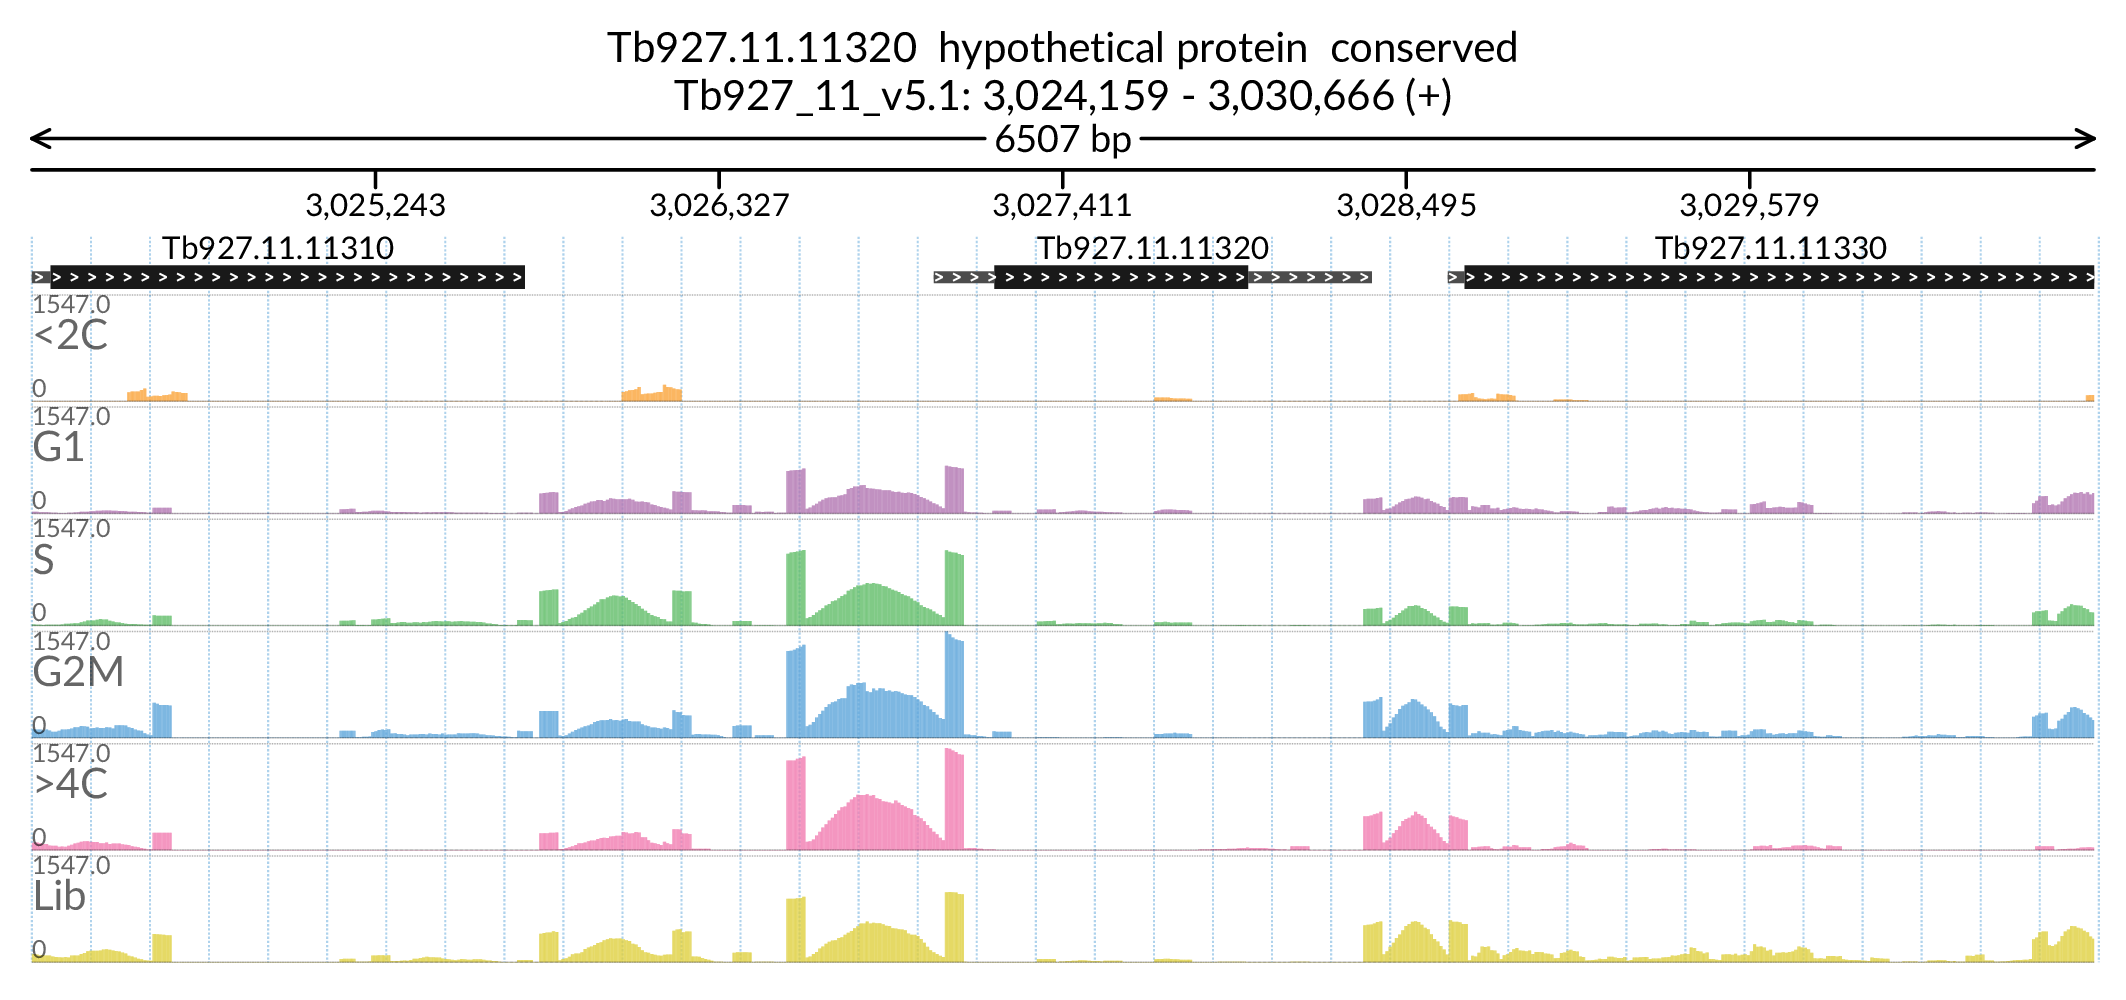 Tb927.11.11320 hypothetical protein conserved
Tb927_11_v5.1: 3,024,159 - 3,030,666 (+)
6507 bp
3,025,243 3,026,327 3,027,411 3,028,495 3,029,579
Tb927.11.11310 Tb927.11.11320 Tb927.11.11330
1547.0
<2C
0
1547.0
G1
0
1547.0
S
0
1547.0
G2M
0
1547.0
>4C
0
1547.0
Lib
0